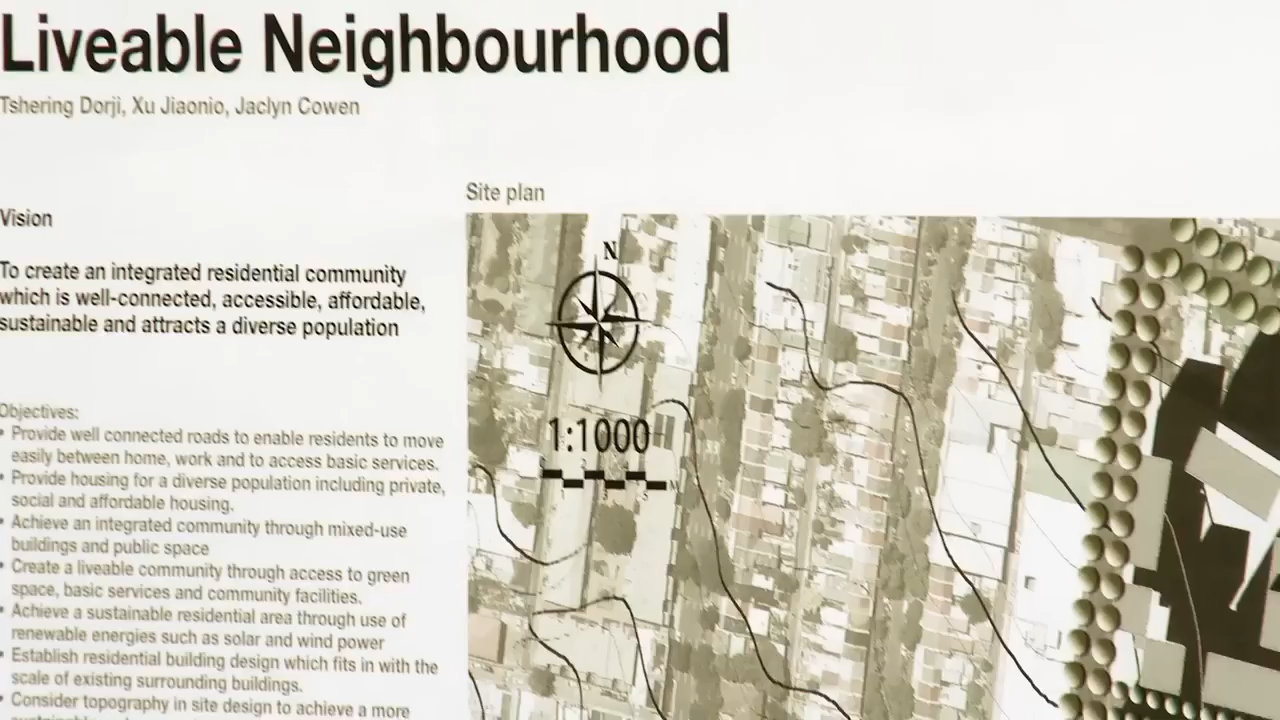 Liveable Neighbourhood
Tshering Dorji, Xu Jiaonio, Jaclyn Cowen
Site plan
Vision
To create an integrated residential community
which is well-connected, accessible, affordable,
sustainable and attracts a diverse population
Objectives:
• Provide well connected roads to enable residents to move
easily between home, work and to access basic services.
• Provide housing for a diverse population including private,
social and affordable housing.
• Achieve an integrated community through mixed-use
buildings and public space
• Create a liveable community through access to green
space, basic services and community facilities.
• Achieve a sustainable residential area through use of
renewable energies such as solar and wind power
• Establish residential building design which fits in with the
scale of existing surrounding buildings.
• Consider topography in site design to achieve a more
N
1:1000